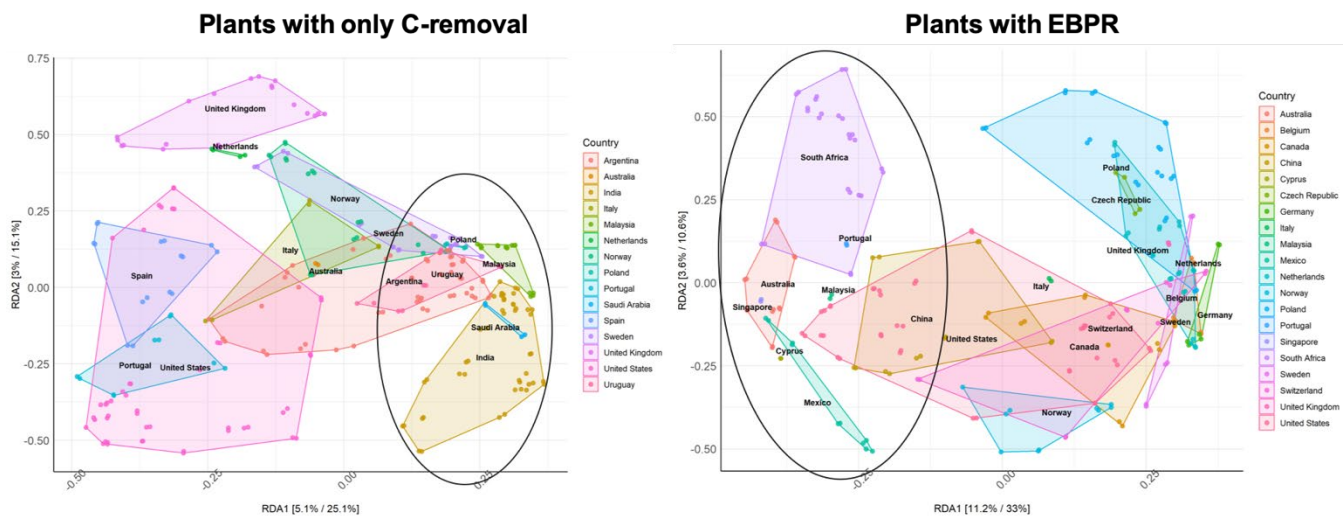 Plants with only C-removal
0.75
0.50
0.25
0.00
-0.25
-0.50
RDA2 [3% / 15.1%]
United Kingdom
Netherlands
Norway
Sweden
Poland
Italy
Malaysia
Spain
Australia
Uruguay
Argentina
Saudi Arabia
India
Portugal
United States
-0.50
-0.25
0.00
0.25
RDA1 [5.1% / 25.1%]
Country
Argentina
Australia
India
Italy
Malaysia
Netherlands
Norway
Poland
Portugal
Saudi Arabia
Spain
Sweden
United Kingdom
United States
Uruguay
Plants with EBPR
0.50
0.25
0.00
-0.25
-0.50
RDA2 [3.6% / 10.6%]
South Africa
Poland
Czech Republic
Portugal
United Kingdom
Netherlands
Australia
Malaysia
Italy
Belgium
Singapore
China
Germany
Sweden
Switzerland
United States
Canada
Cyprus
Mexico
Norway
-0.25
0.00
0.25
RDA1 [11.2% / 33%]
Country
Australia
Belgium
Canada
China
Cyprus
Czech Republic
Germany
Italy
Malaysia
Mexico
Netherlands
Norway
Poland
Portugal
Singapore
South Africa
Sweden
Switzerland
United Kingdom
United States